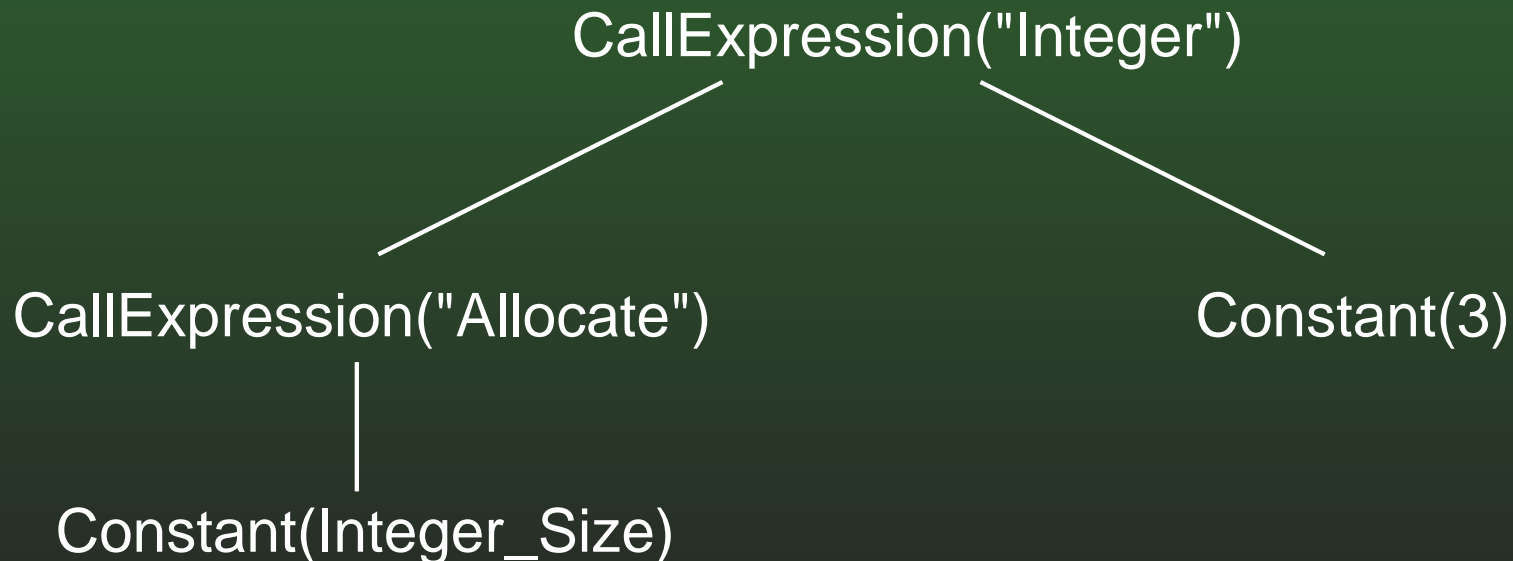 CallExpression("Integer")
CallExpression("Allocate")
Constant(3)
Constant(Integer_Size)